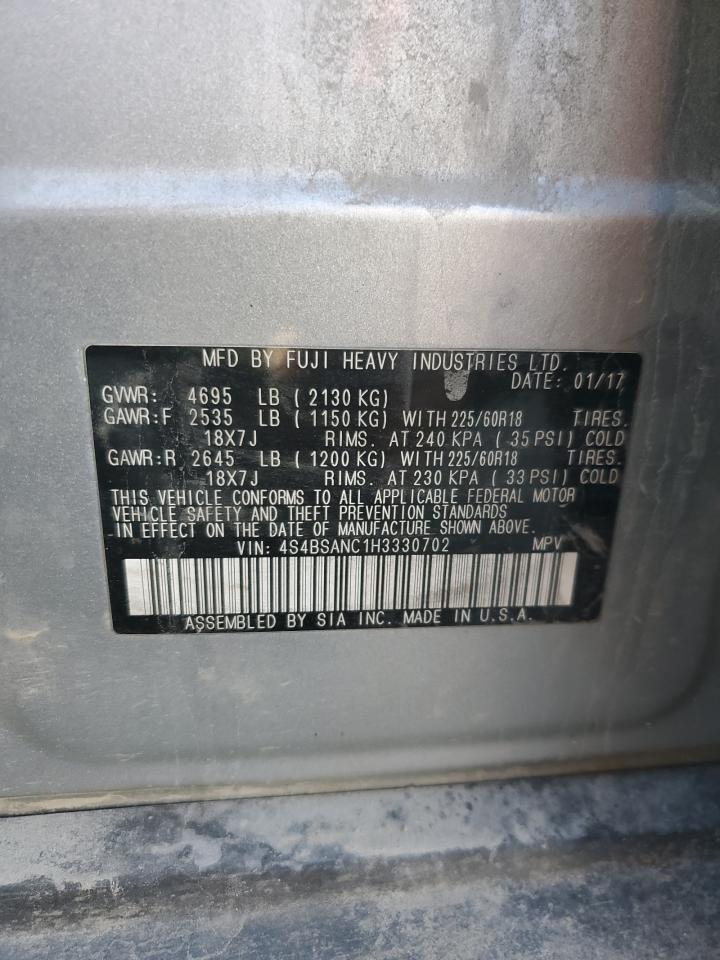 MFD BY FUJI HEAVY INDUSTRIES LTD.
DATE: 01/17
GVWR: 4695 LB ( 2130 KG)
GAWR:F 2535 LB ( 1150 KG) WITH 225/60R18 TIRES.
18X7J RIMS. AT 240 KPA ( 35 PSI) COLD
GAWR:R 2645 LB ( 1200 KG) WITH 225/60R18 TIRES.
18X7J RIMS. AT 230 KPA ( 33 PSI) COLD
THIS VEHICLE CONFORMS TO ALL APPLICABLE FEDERAL MOTOR
VEHICLE SAFETY AND THEFT PREVENTION STANDARDS
IN EFFECT ON THE DATE OF MANUFACTURE SHOWN ABOVE.
VIN: 4S4BSANC1H3330702 MPV
ASSEMBLED BY SIA INC. MADE IN U.S.A.